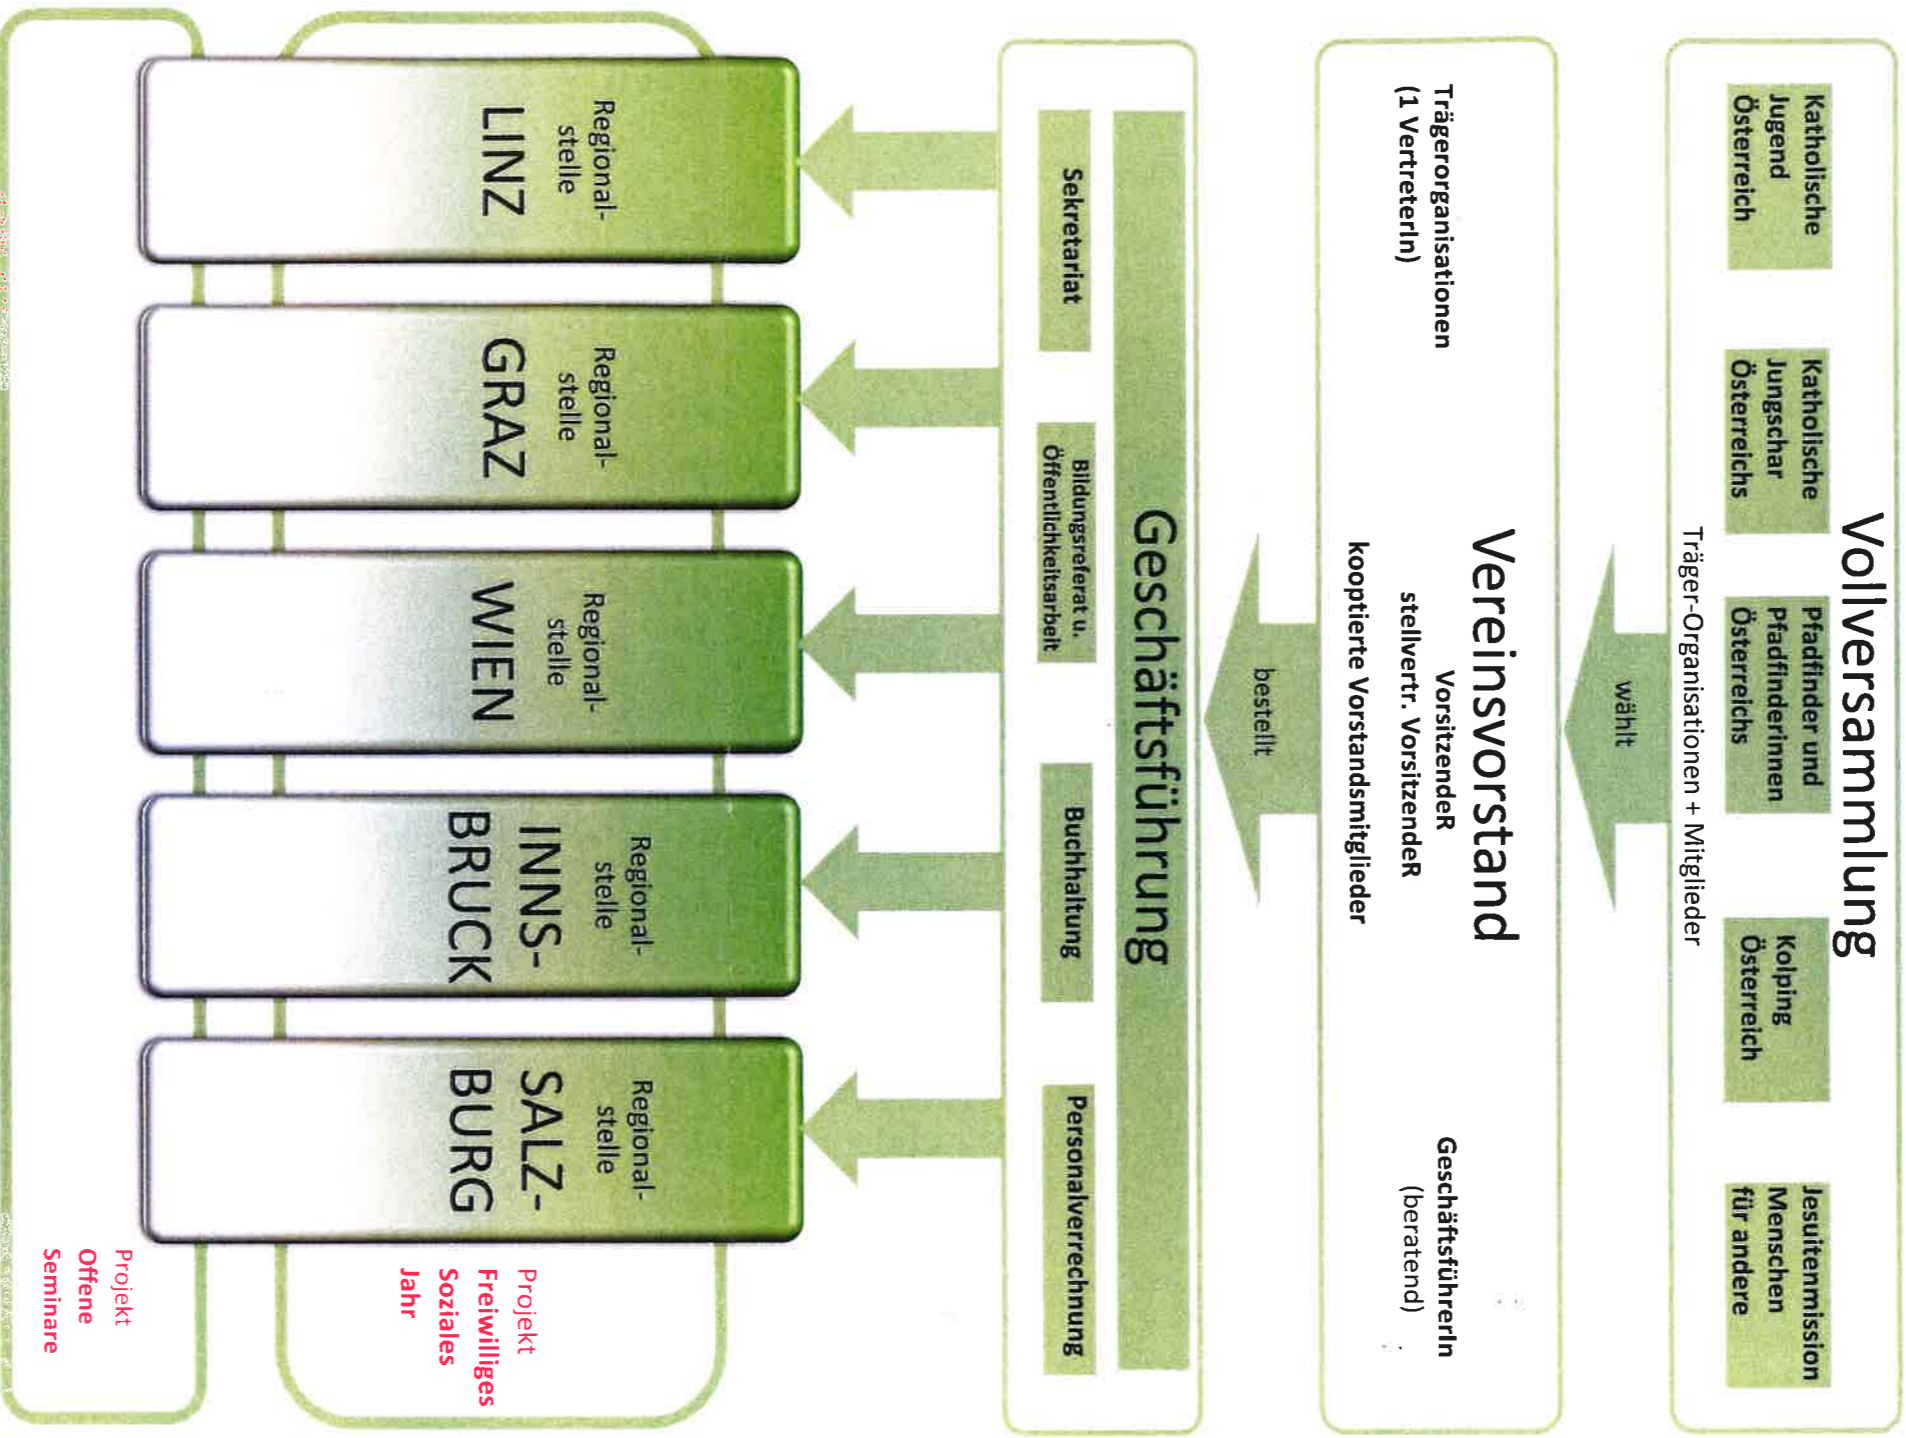 Vollversammlung
Katholische
Jugend
Österreich
Katholische
Jungschar
Österreichs
Pfadfinder und
Pfadfinderinnen
Österreichs
Kolping
Österreich
Jesuitenmission
Menschen
für andere
Träger-Organisationen + Mitglieder
wählt
Vereinsvorstand
Trägerorganisationen
(1 VertreterIn)
VorsitzendeR
stellvertr. VorsitzendeR
kooptierte Vorstandsmitglieder
GeschäftsführerIn
(beratend)
bestellt
Geschäftsführung
Sekretariat
Bildungsreferat u.
Öffentlichkeitsarbeit
Buchhaltung
Personalverrechnung
Regional-
stelle
LINZ
Regional-
stelle
GRAZ
Regional-
stelle
WIEN
Regional-
stelle
INNS-
BRUCK
Regional-
stelle
SALZ-
BURG
Projekt
Freiwilliges
Soziales
Jahr
Projekt
Offene
Seminare